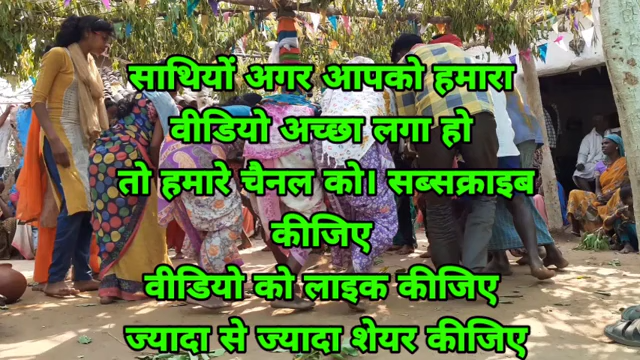 साथियों अगर आपको हमारा
वीडियो अच्छा लगा हो
तो हमारे चैनल को। सब्सक्राइब
कीजिए
वीडियो को लाइक कीजिए
ज्यादा से ज्यादा शेयर कीजिए